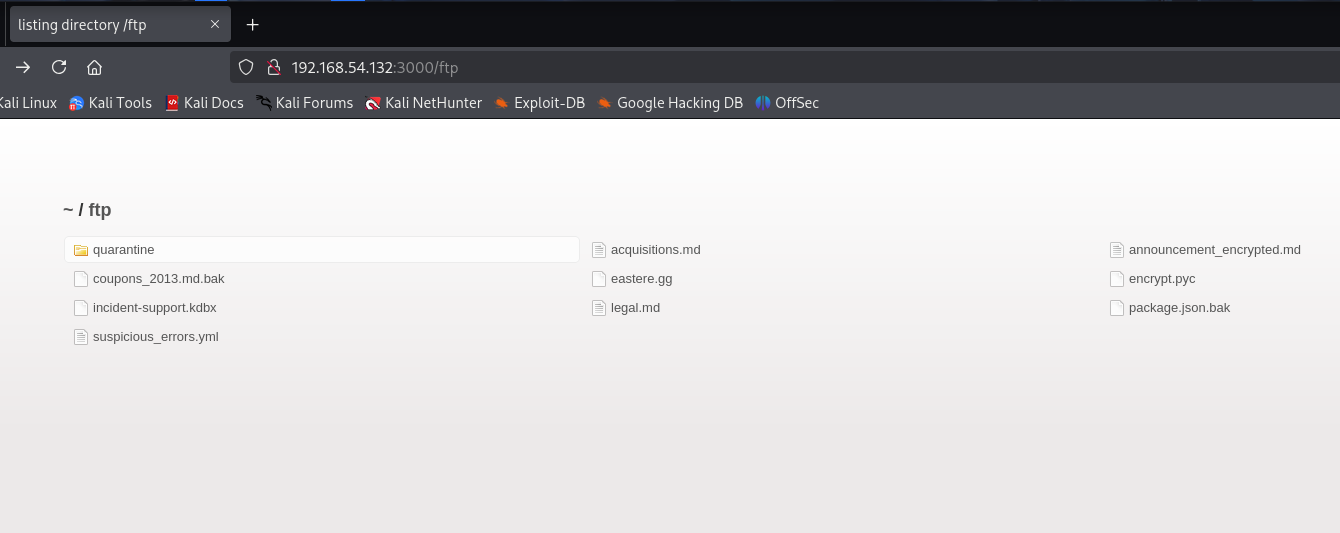 listing directory /ftp
192.168.54.132:3000/ftp
Kali Linux Kali Tools Kali Docs Kali Forums Kali NetHunter Exploit-DB Google Hacking DB OffSec
~ / ftp
quarantine acquisitions.md announcement_encrypted.md
coupons_2013.md.bak eastere.gg encrypt.pyc
incident-support.kdbx legal.md package.json.bak
suspicious_errors.yml